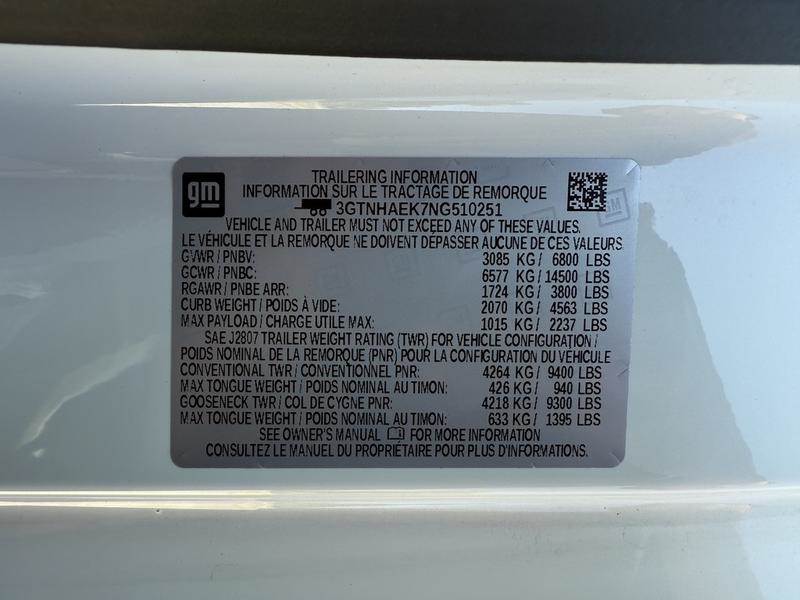 gm
TRAILERING INFORMATION
INFORMATION SUR LE TRACTAGE DE REMORQUE
3GTNHAEK7NG510251
VEHICLE AND TRAILER MUST NOT EXCEED ANY OF THESE VALUES.
LE VÉHICULE ET LA REMORQUE NE DOIVENT DÉPASSER AUCUNE DE CES VALEURS.
GVWR / PNBV: 3085 KG / 6800 LBS
GCWR / PNBC: 6577 KG / 14500 LBS
RGAWR / PNBE ARR: 1724 KG / 3800 LBS
CURB WEIGHT / POIDS À VIDE: 2070 KG / 4563 LBS
MAX PAYLOAD / CHARGE UTILE MAX: 1015 KG / 2237 LBS
SAE J2807 TRAILER WEIGHT RATING (TWR) FOR VEHICLE CONFIGURATION /
POIDS NOMINAL DE LA REMORQUE (PNR) POUR LA CONFIGURATION DU VÉHICULE
CONVENTIONAL TWR / CONVENTIONNEL PNR: 4264 KG / 9400 LBS
MAX TONGUE WEIGHT / POIDS NOMINAL AU TIMON: 426 KG / 940 LBS
GOOSENECK TWR / COL DE CYGNE PNR: 4218 KG / 9300 LBS
MAX TONGUE WEIGHT / POIDS NOMINAL AU TIMON: 633 KG / 1395 LBS
SEE OWNER'S MANUAL FOR MORE INFORMATION
CONSULTEZ LE MANUEL DU PROPRIÉTAIRE POUR PLUS D'INFORMATIONS.